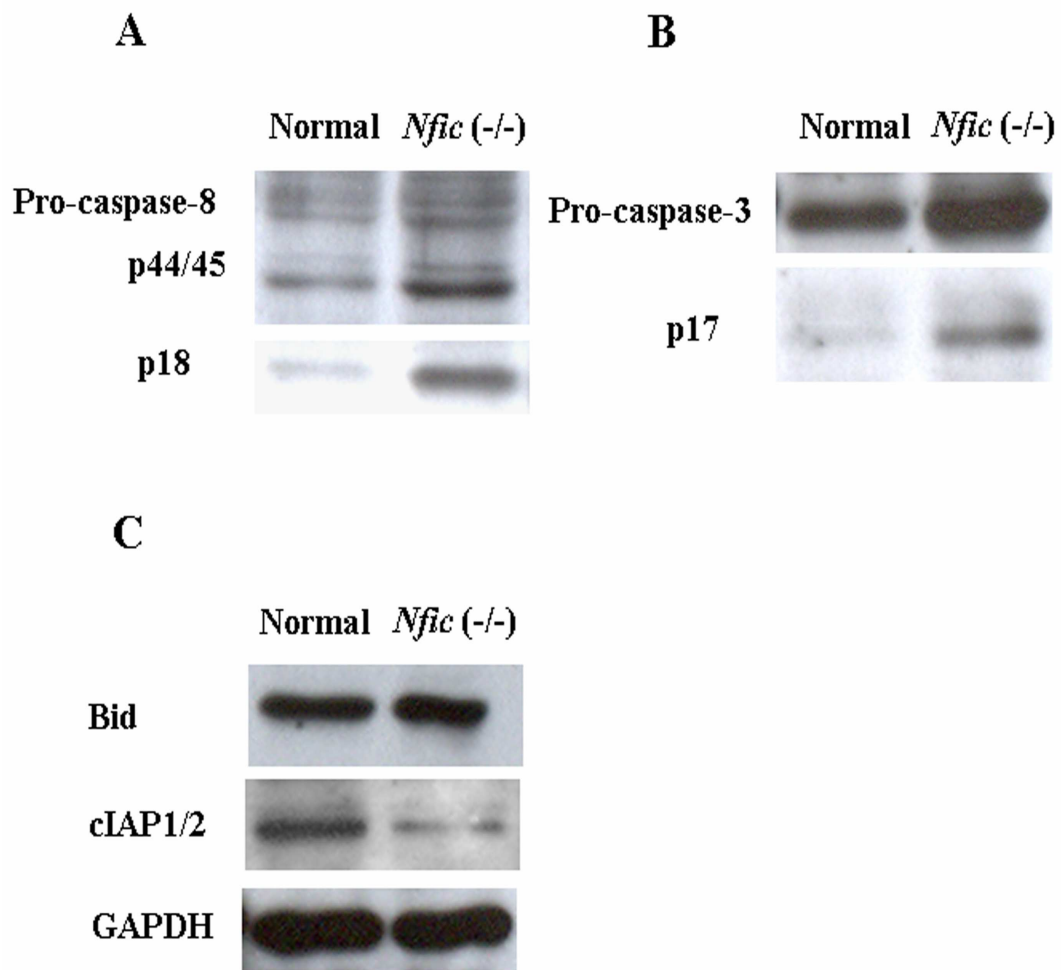 A
Normal Nfic (-/-)
Pro-caspase-8
p44/45
p18
B
Normal Nfic (-/-)
Pro-caspase-3
p17
C
Normal Nfic (-/-)
Bid
cIAP1/2
GAPDH